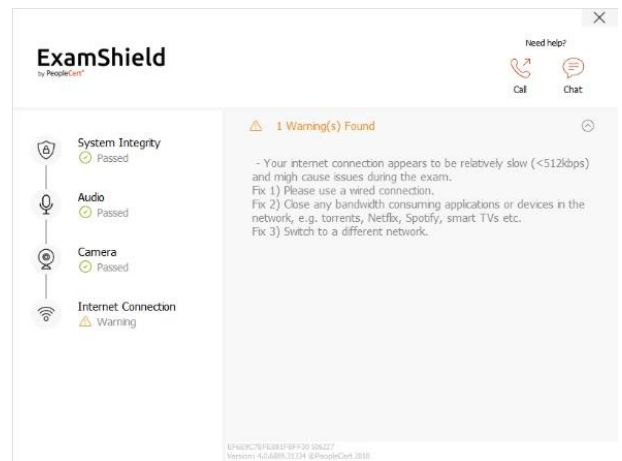 Need help?
ExamShield
by PeopleCert
Call
Chat
1 Warning(s) Found
System Integrity
Passed
Audio
Passed
Camera
Passed
Internet Connection
Warning
- Your internet connection appears to be relatively slow (<512kbps)
and migh cause issues during the exam.
Fix 1) Please use a wired connection.
Fix 2) Close any bandwidth consuming applications or devices in the
network, e.g. torrents, Netflix, Spotify, smart TVs etc.
Fix 3) Switch to a different network.
©PeopleCert 2018